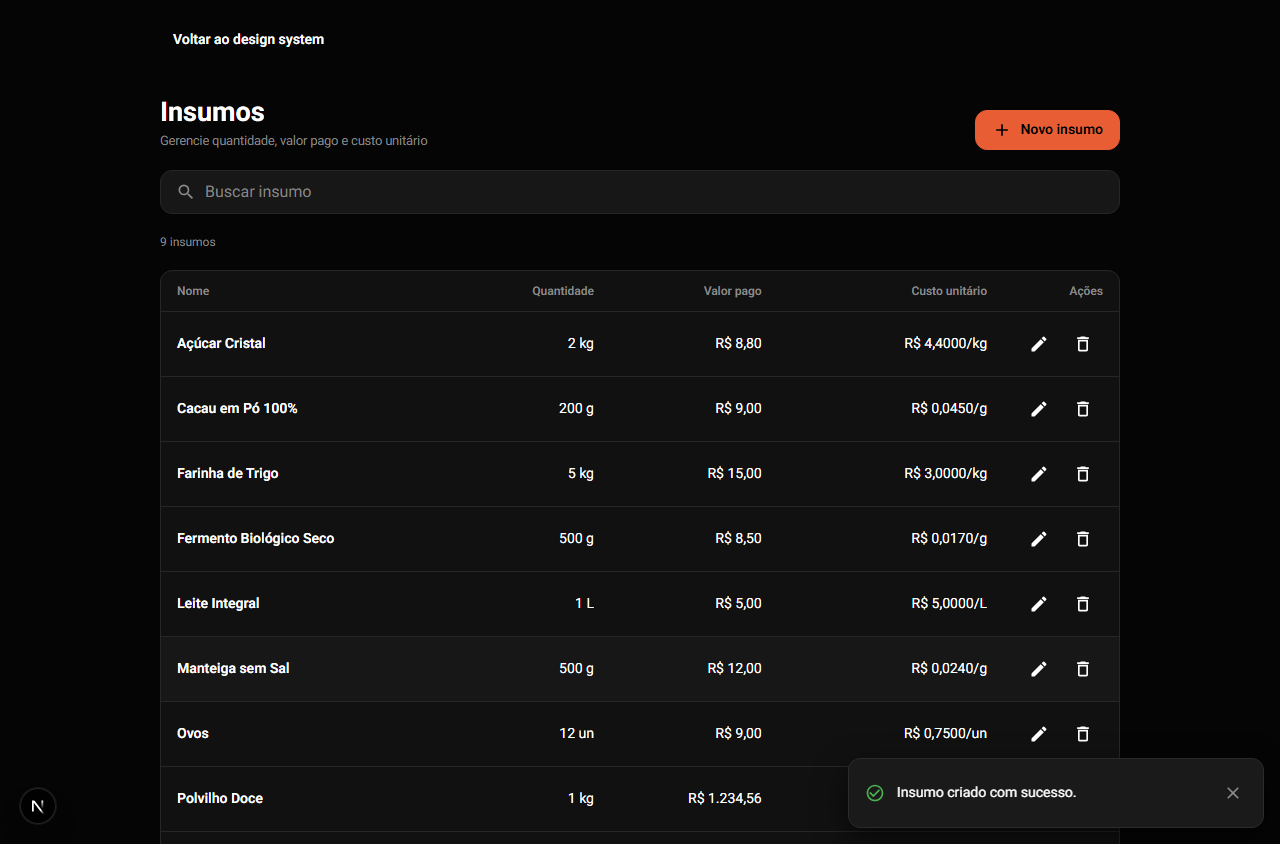 Voltar ao design system
Insumos
Gerencie quantidade, valor pago e custo unitário
Novo insumo
Buscar insumo
9 insumos
Nome Quantidade Valor pago Custo unitário Ações
Açúcar Cristal 2 kg R$ 8,80 R$ 4,4000/kg
Cacau em Pó 100% 200 g R$ 9,00 R$ 0,0450/g
Farinha de Trigo 5 kg R$ 15,00 R$ 3,0000/kg
Fermento Biológico Seco 500 g R$ 8,50 R$ 0,0170/g
Leite Integral 1 L R$ 5,00 R$ 5,0000/L
Manteiga sem Sal 500 g R$ 12,00 R$ 0,0240/g
Ovos 12 un R$ 9,00 R$ 0,7500/un
Polvilho Doce 1 kg R$ 1.234,56
Insumo criado com sucesso.
N